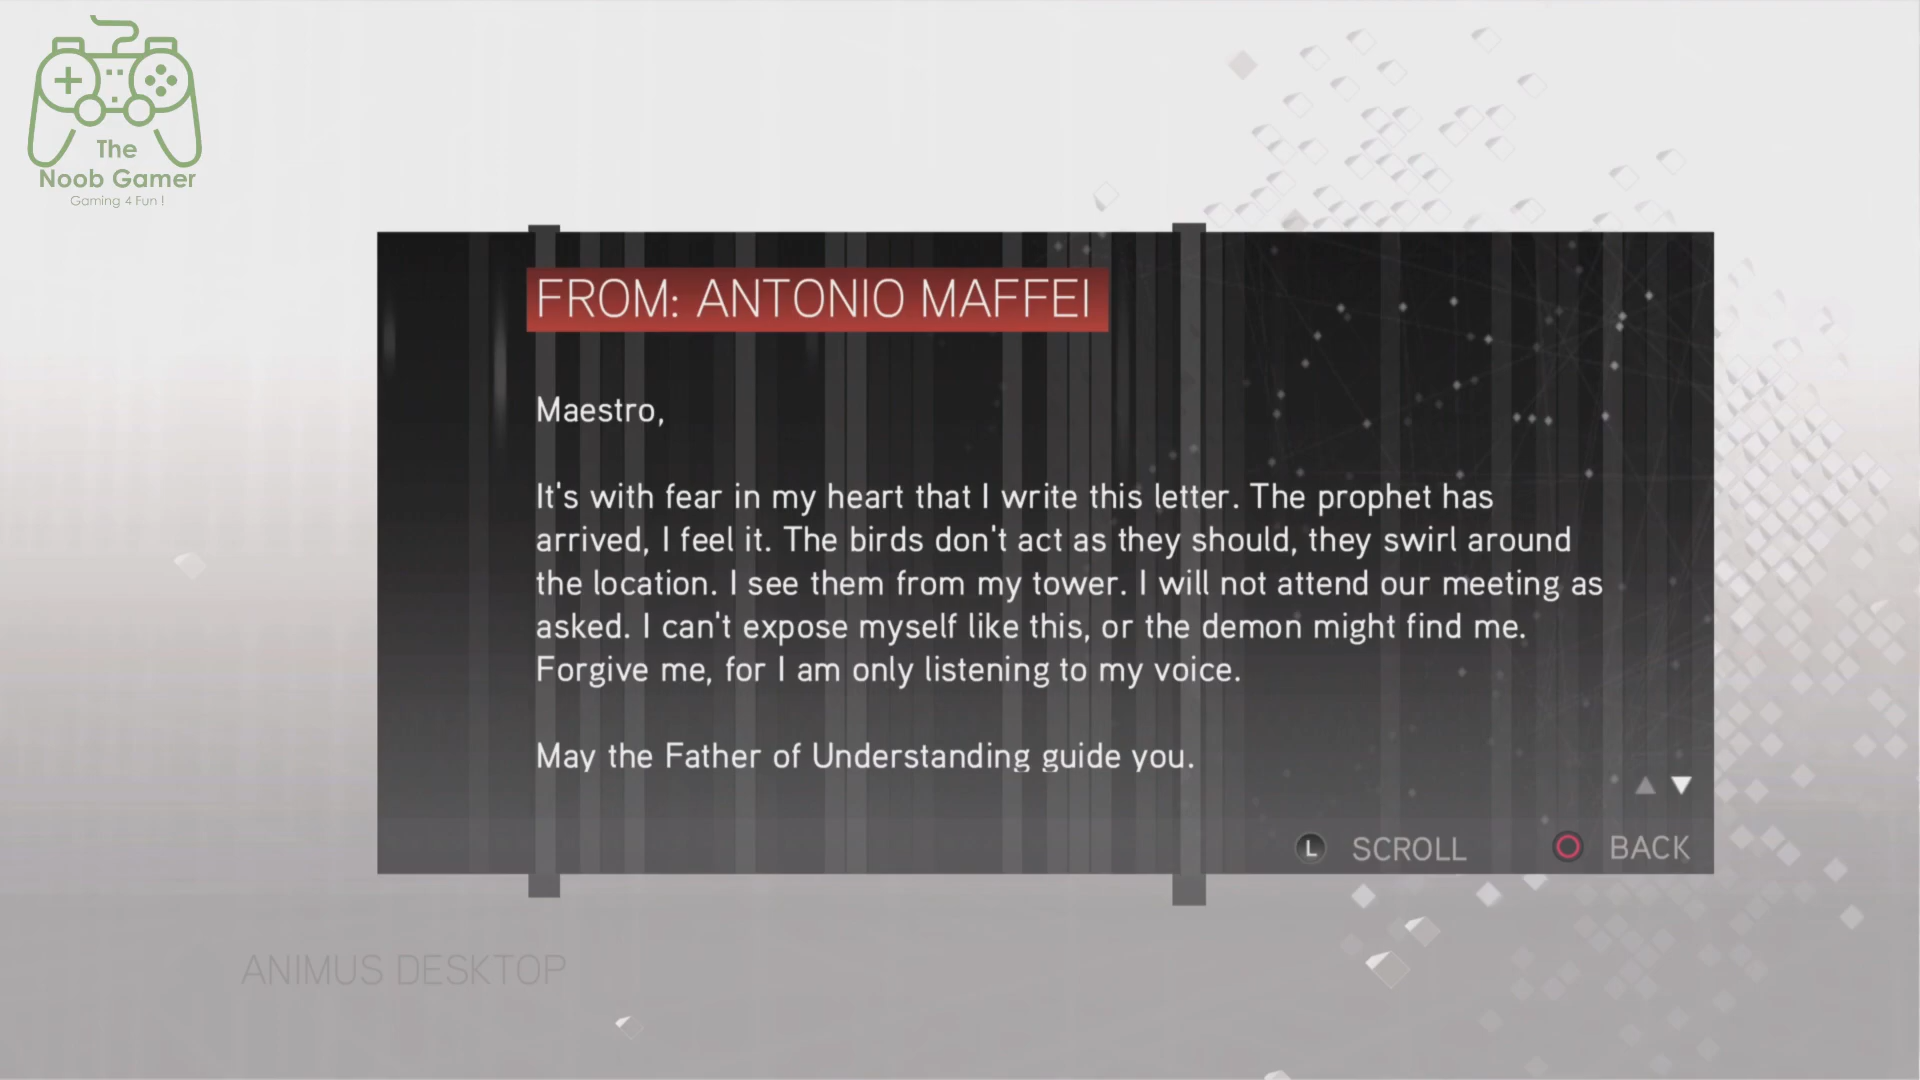 The
Noob Gamer
Gaming 4 Fun !
FROM: ANTONIO MAFFEI
Maestro,
It's with fear in my heart that I write this letter. The prophet has
arrived, I feel it. The birds don't act as they should, they swirl around
the location. I see them from my tower. I will not attend our meeting as
asked. I can't expose myself like this, or the demon might find me.
Forgive me, for I am only listening to my voice.
May the Father of Understanding guide you.
L SCROLL BACK
ANIMUS DESKTOP